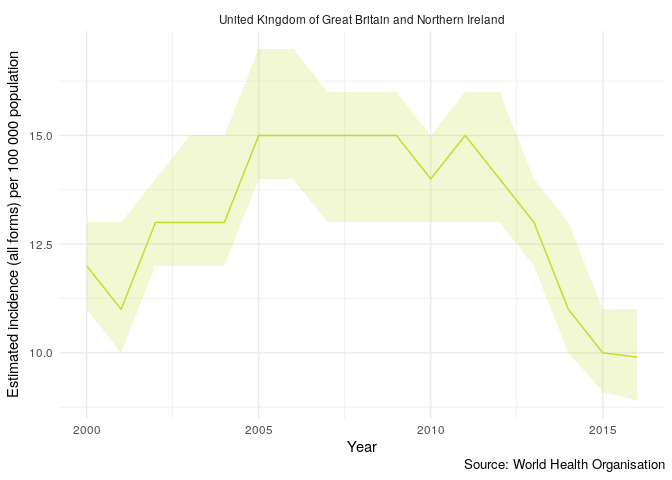 United Kingdom of Great Britain and Northern Ireland
Estimated incidence (all forms) per 100 000 population
15.0
12.5
10.0
2000 2005 2010 2015
Year
Source: World Health Organisation